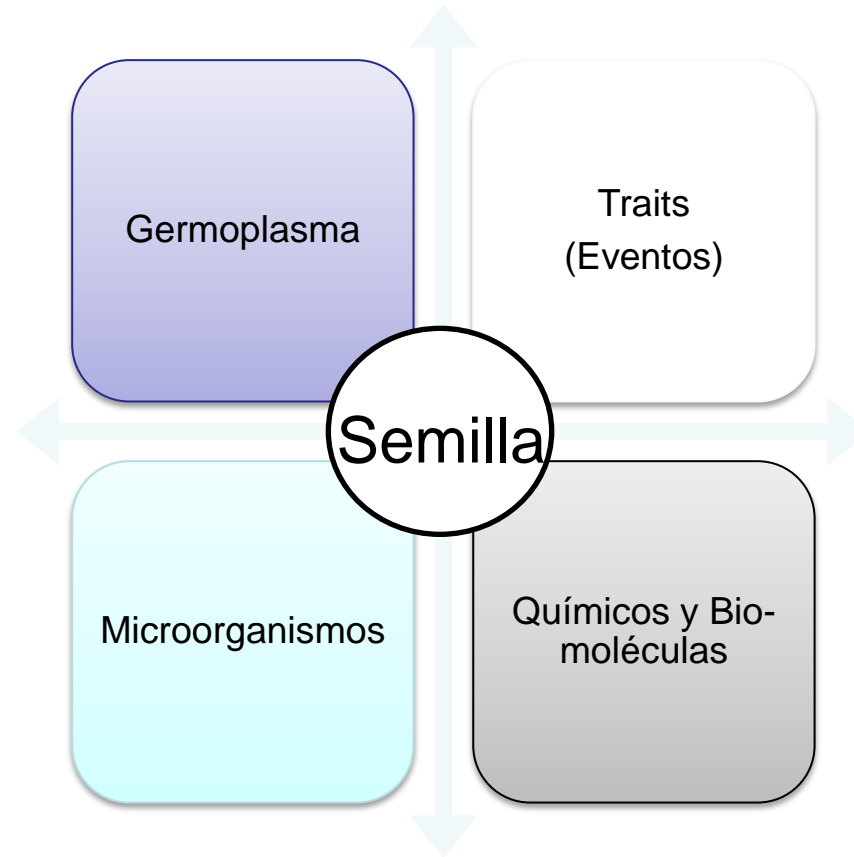 Germoplasma
Traits
(Eventos)
Semilla
Microorganismos
Químicos y Bio-
moléculas